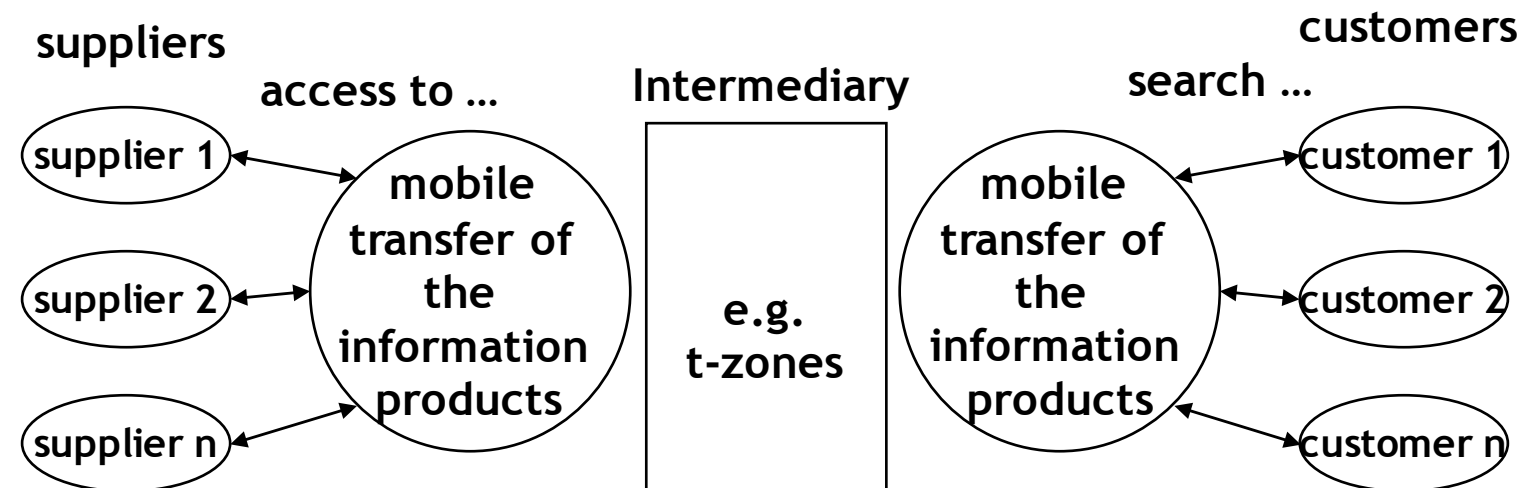 suppliers
customers
access to ...
Intermediary
search ...
supplier 1
supplier 2
supplier n
mobile
transfer of
the
information
products
e.g.
t-zones
mobile
transfer of
the
information
products
customer 1
customer 2
customer n